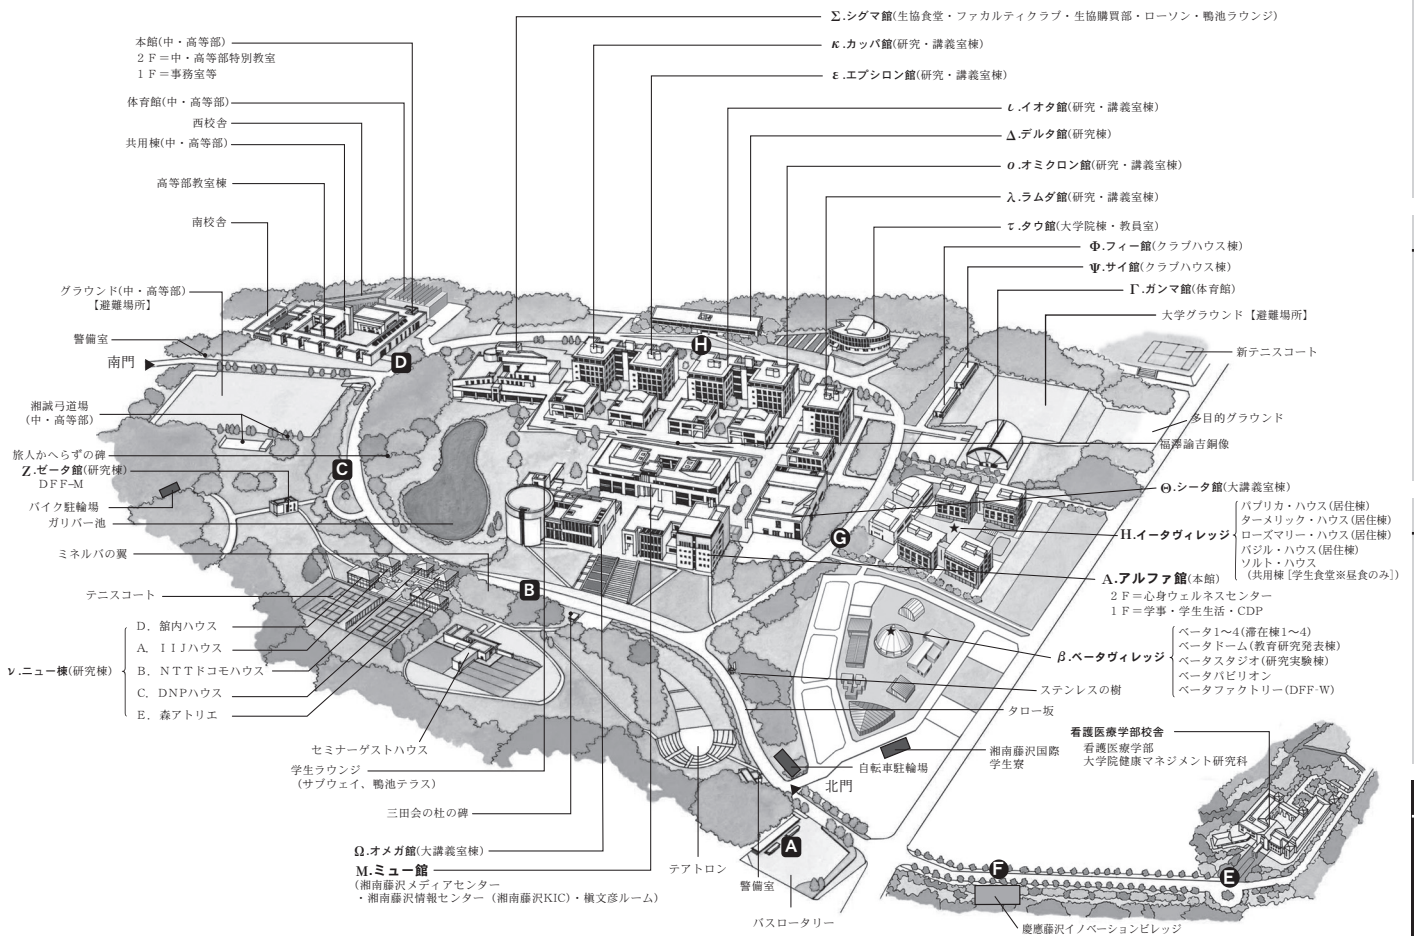 Σ.シグマ館(生協食堂・ファカルティクラブ・生協購買部・ローソン・鴨池ラウンジ)
κ.カッパ館(研究・講義室棟)
ε.エプシロン館(研究・講義室棟)
ι.イオタ館(研究・講義室棟)
Δ.デルタ館(研究棟)
ο.オミクロン館(研究・講義室棟)
λ.ラムダ館(研究・講義室棟)
τ.タウ館(大学院棟・教員室)
Φ.フィー館(クラブハウス棟)
Ψ.サイ館(クラブハウス棟)
Γ.ガンマ館(体育館)
大学グラウンド【避難場所】
新テニスコート
多目的グラウンド
福澤諭吉銅像
本館(中・高等部)
2F=中・高等部特別教室
1F=事務室等
体育館(中・高等部)
西校舎
共用棟(中・高等部)
高等部教室棟
南校舎
グラウンド(中・高等部)
【避難場所】
警備室
南門
湘誠弓道場
(中・高等部)
旅人かへらずの碑
Z.ゼータ館(研究棟)
DFF-M
バイク駐輪場
ガリバー池
ミネルバの翼
テニスコート
ν.ニュー棟(研究棟)
D. 舘内ハウス
A. IIJハウス
B. NTTドコモハウス
C. DNPハウス
E. 森アトリエ
セミナーゲストハウス
学生ラウンジ
(サブウェイ、鴨池テラス)
三田会の杜の碑
Ω.オメガ館(大講義室棟)
M.ミュー館
(湘南藤沢メディアセンター
・湘南藤沢情報センター(湘南藤沢KIC)・槇文彦ルーム)
Θ.シータ館(大講義室棟)
H.イータヴィレッジ
パプリカ・ハウス(居住棟)
ターメリック・ハウス(居住棟)
ローズマリー・ハウス(居住棟)
バジル・ハウス(居住棟)
ソルト・ハウス
(共用棟[学生食堂※昼食のみ])
A.アルファ館(本館)
2F=心身ウェルネスセンター
1F=学事・学生生活・CDP
β.ベータヴィレッジ
ベータ1〜4(滞在棟1〜4)
ベータドーム(教育研究発表棟)
ベータスタジオ(研究実験棟)
ベータパビリオン
ベータファクトリー(DFF-W)
ステンレスの樹
タロー坂
湘南藤沢国際
学生寮
自転車駐輪場
北門
テアトロン
警備室
バスロータリー
看護医療学部校舎
看護医療学部
大学院健康マネジメント研究科
慶應藤沢イノベーションビレッジ
A
B
C
D
E
F
G
H